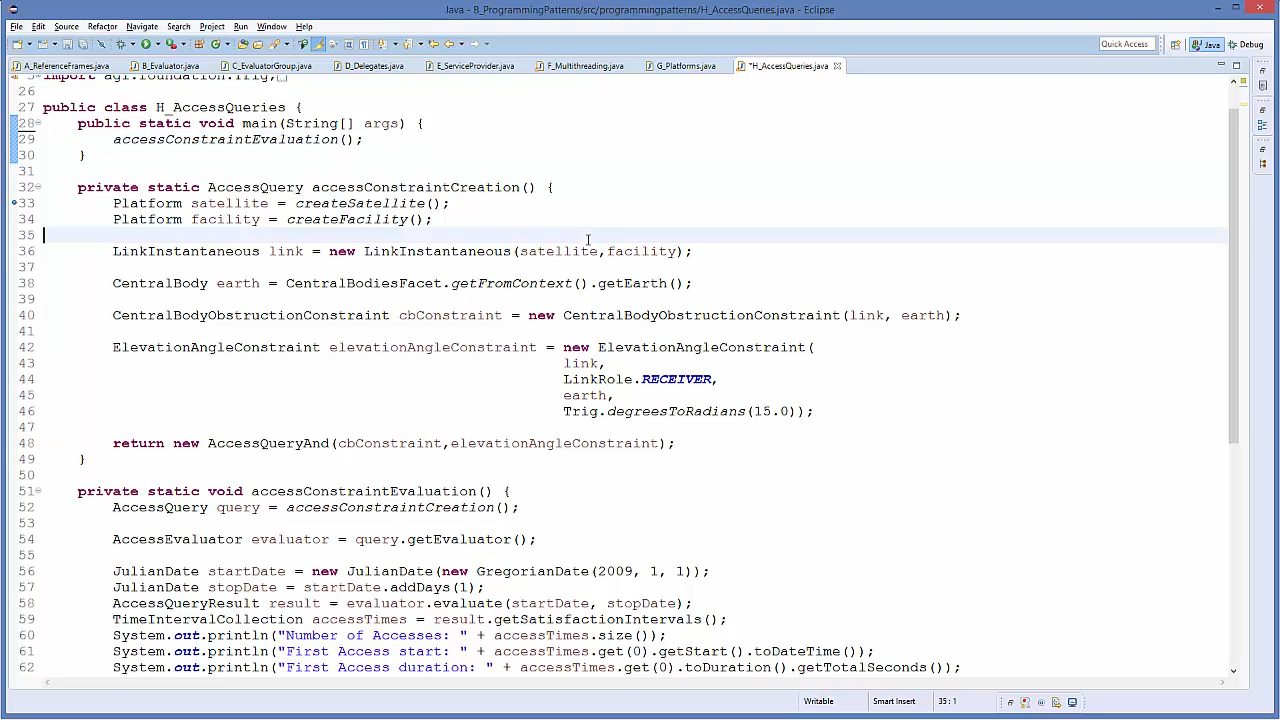 Java - B_ProgrammingPatterns/src/programmingpatterns/H_AccessQueries.java - Eclipse
File Edit Source Refactor Navigate Search Project Run Window Help
Quick Access Java Debug
A_ReferenceFrames.java B_Evaluator.java C_EvaluatorGroup.java D_Delegates.java E_ServiceProvider.java F_Multithreading.java G_Platforms.java *H_AccessQueries.java
import agi.foundation.Trig;
26
27 public class H_AccessQueries {
28 public static void main(String[] args) {
29 accessConstraintEvaluation();
30 }
31
32 private static AccessQuery accessConstraintCreation() {
33 Platform satellite = createSatellite();
34 Platform facility = createFacility();
35
36 LinkInstantaneous link = new LinkInstantaneous(satellite,facility);
37
38 CentralBody earth = CentralBodiesFacet.getFromContext().getEarth();
39
40 CentralBodyObstructionConstraint cbConstraint = new CentralBodyObstructionConstraint(link, earth);
41
42 ElevationAngleConstraint elevationAngleConstraint = new ElevationAngleConstraint(
43 link,
44 LinkRole.RECEIVER,
45 earth,
46 Trig.degreesToRadians(15.0));
47
48 return new AccessQueryAnd(cbConstraint,elevationAngleConstraint);
49 }
50
51 private static void accessConstraintEvaluation() {
52 AccessQuery query = accessConstraintCreation();
53
54 AccessEvaluator evaluator = query.getEvaluator();
55
56 JulianDate startDate = new JulianDate(new GregorianDate(2009, 1, 1));
57 JulianDate stopDate = startDate.addDays(1);
58 AccessQueryResult result = evaluator.evaluate(startDate, stopDate);
59 TimeIntervalCollection accessTimes = result.getSatisfactionIntervals();
60 System.out.println("Number of Accesses: " + accessTimes.size());
61 System.out.println("First Access start: " + accessTimes.get(0).getStart().toDateTime());
62 System.out.println("First Access duration: " + accessTimes.get(0).toDuration().getTotalSeconds());
Writable Smart Insert 35 : 1